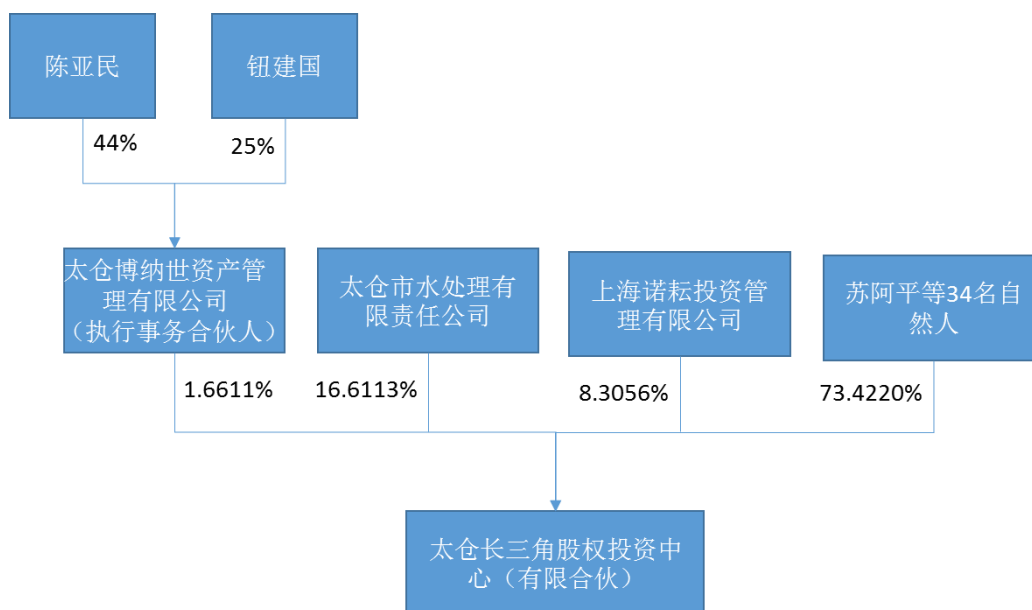 陈亚民
钮建国
44%
25%
太仓博纳世资产管
理有限公司
（执行事务合伙人）
太仓市水处理有
限责任公司
上海诺耘投资管
理有限公司
苏阿平等34名自
然人
1.6611%
16.6113%
8.3056%
73.4220%
太仓长三角股权投资中
心（有限合伙）